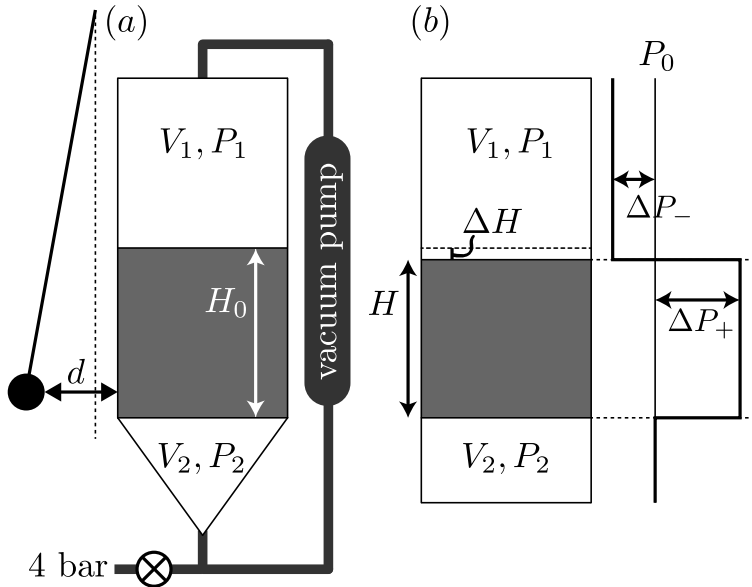 (a)
V₁, P₁
H₀
vacuum pump
d
V₂, P₂
4 bar
(b)
P₀
V₁, P₁
ΔP₋
ΔH
H
ΔP₊
V₂, P₂